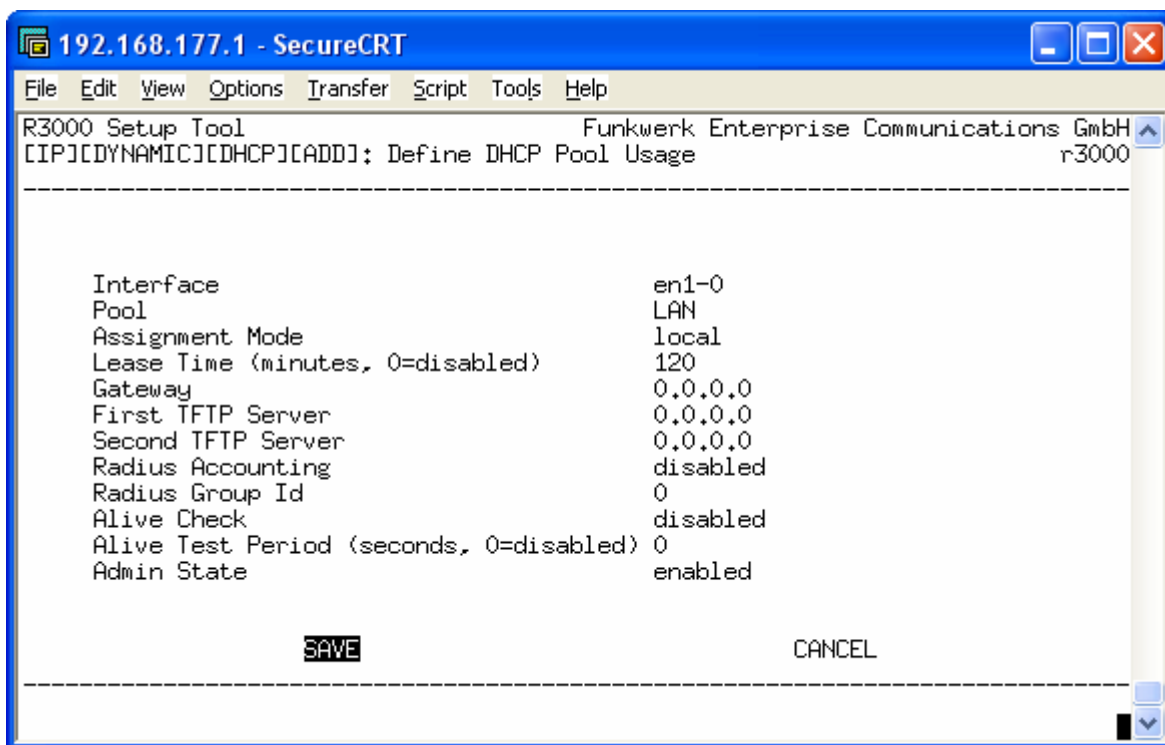 192.168.177.1 - SecureCRT
File Edit View Options Transfer Script Tools Help
R3000 Setup Tool Funkwerk Enterprise Communications GmbH
[IP][DYNAMIC][DHCP][ADD]: Define DHCP Pool Usage r3000
Interface en1-0
Pool LAN
Assignment Mode local
Lease Time (minutes, 0=disabled) 120
Gateway 0.0.0.0
First TFTP Server 0.0.0.0
Second TFTP Server 0.0.0.0
Radius Accounting disabled
Radius Group Id 0
Alive Check disabled
Alive Test Period (seconds, 0=disabled) 0
Admin State enabled
SAVE CANCEL